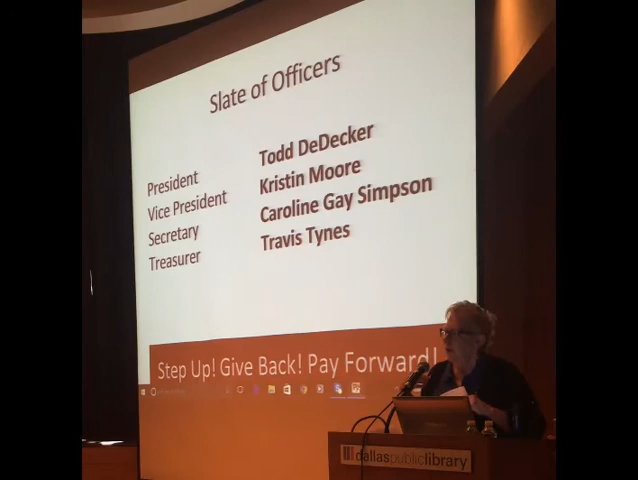 Slate of Officers
President Todd DeDecker
Vice President Kristin Moore
Secretary Caroline Gay Simpson
Treasurer Travis Tynes
Step Up! Give Back! Pay Forward!
dallaspubliclibrary